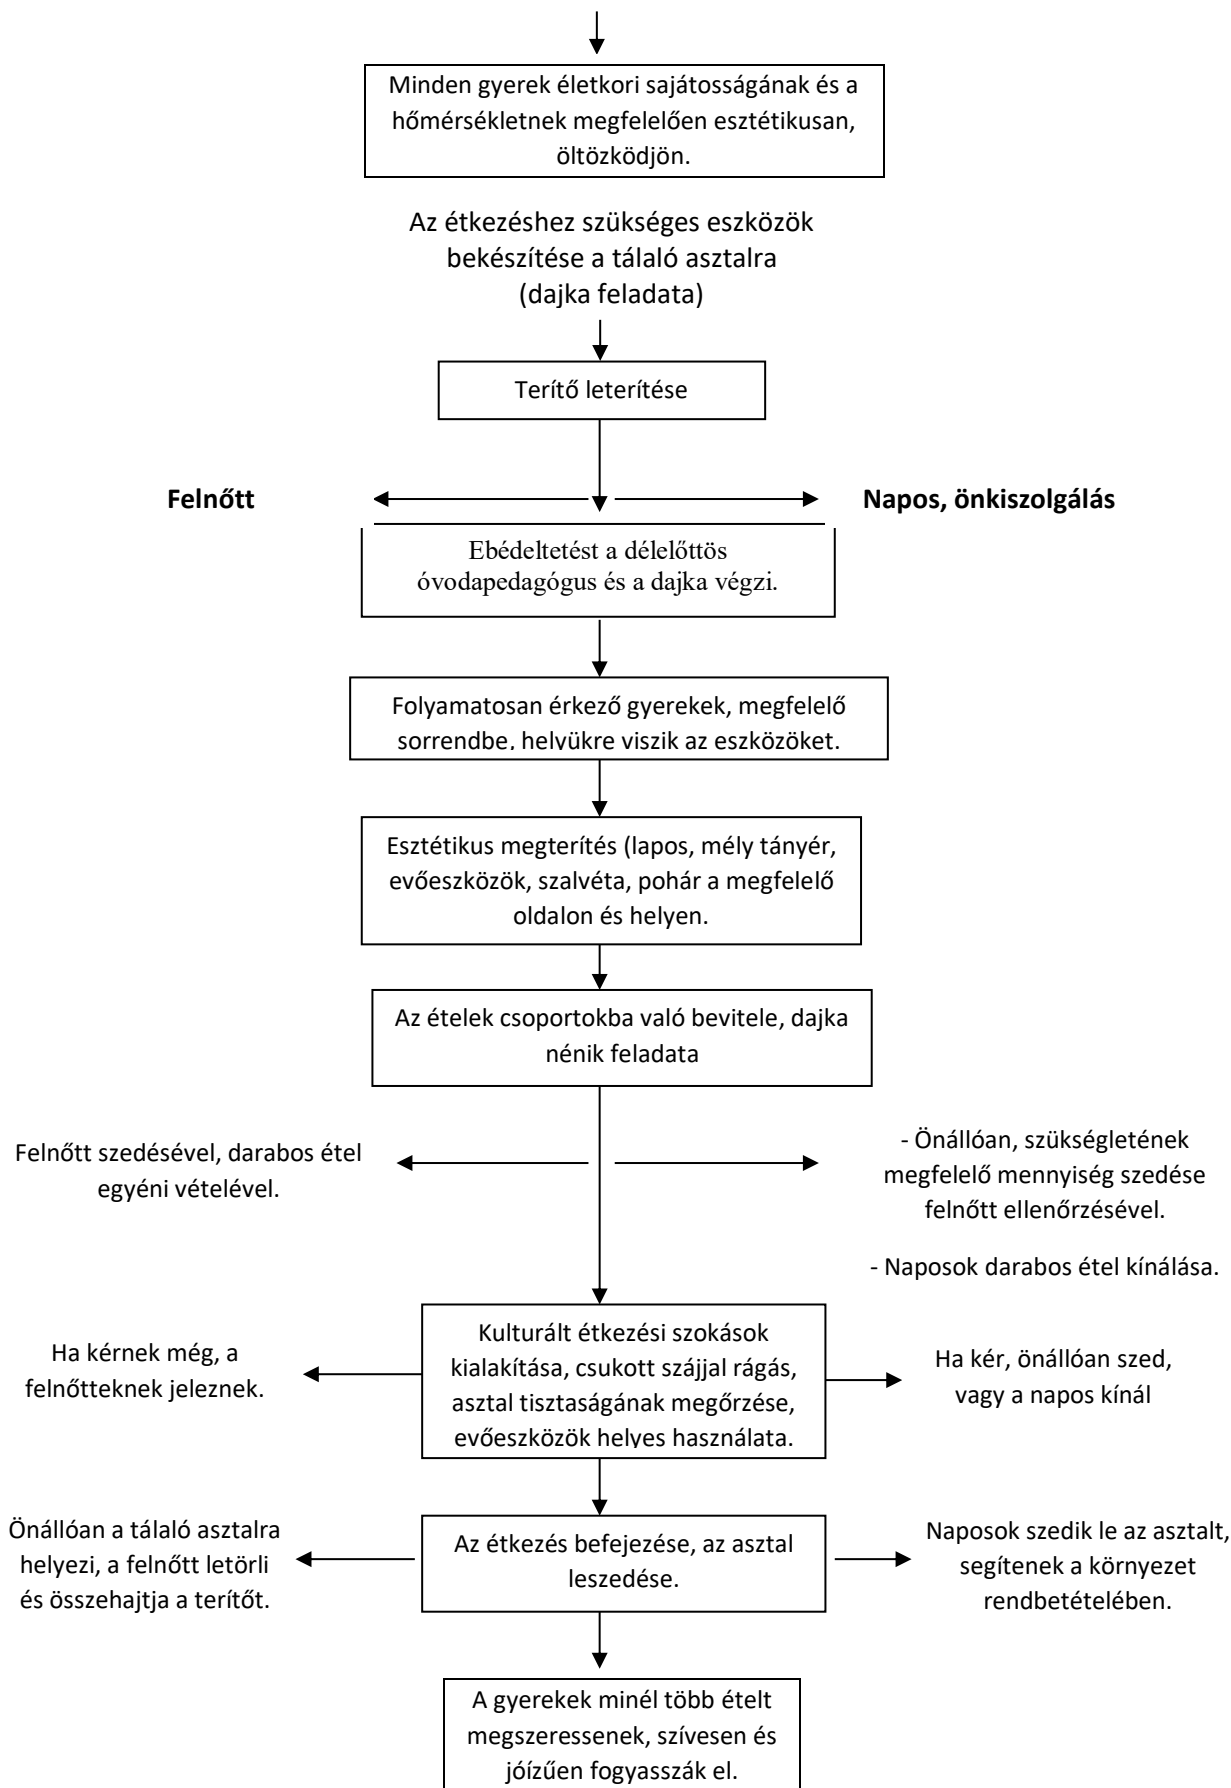 Minden gyerek életkori sajátosságának és a
hőmérsékletnek megfelelően esztétikusan,
öltözködjön.
Az étkezéshez szükséges eszközök
bekészítése a tálaló asztalra
(dajka feladata)
Terítő leterítése
Felnőtt
Napos, önkiszolgálás
Ebédeltetést a délelőttös
óvodapedagógus és a dajka végzi.
Folyamatosan érkező gyerekek, megfelelő
sorrendbe, helyükre viszik az eszközöket.
Esztétikus megterítés (lapos, mély tányér,
evőeszközök, szalvéta, pohár a megfelelő
oldalon és helyen.
Az ételek csoportokba való bevitele, dajka
nénik feladata
Felnőtt szedésével, darabos étel
egyéni vételével.
- Önállóan, szükségletének
megfelelő mennyiség szedése
felnőtt ellenőrzésével.
- Naposok darabos étel kínálása.
Ha kérnek még, a
felnőtteknek jeleznek.
Kulturált étkezési szokások
kialakítása, csukott szájjal rágás,
asztal tisztaságának megőrzése,
evőeszközök helyes használata.
Ha kér, önállóan szed,
vagy a napos kínál
Önállóan a tálaló asztalra
helyezi, a felnőtt letörli
és összehajtja a terítőt.
Az étkezés befejezése, az asztal
leszedése.
Naposok szedik le az asztalt,
segítenek a környezet
rendbetételében.
A gyerekek minél több ételt
megszeressenek, szívesen és
jóízűen fogyasszák el.